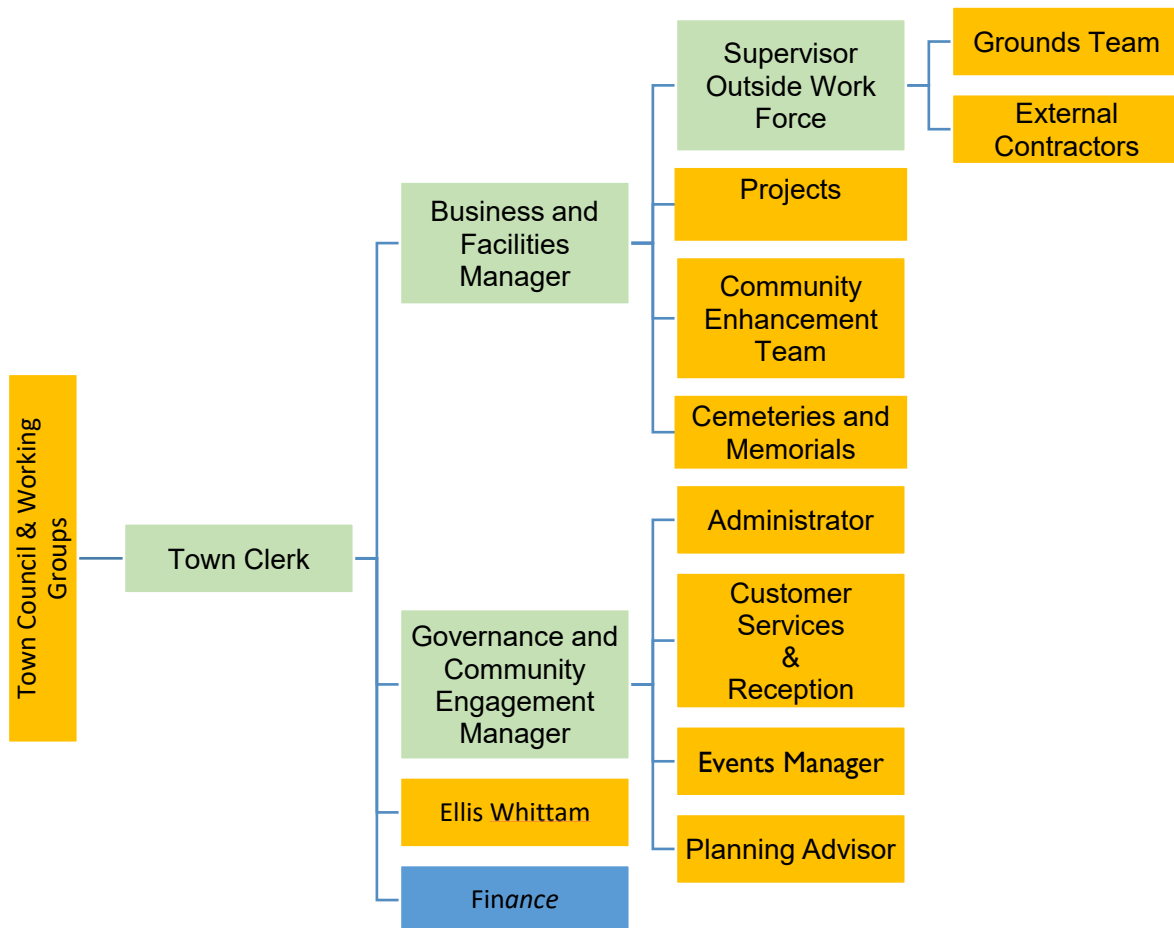 Town Council & Working
Groups
Town Clerk
Business and
Facilities
Manager
Governance and
Community
Engagement
Manager
Ellis Whittam
Finance
Supervisor
Outside Work
Force
Projects
Community
Enhancement
Team
Cemeteries and
Memorials
Administrator
Customer
Services
&
Reception
Events Manager
Planning Advisor
Grounds Team
External
Contractors